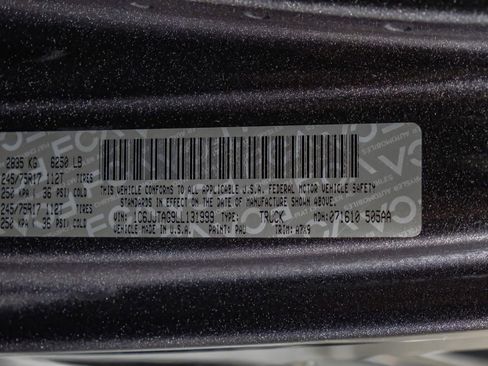 2835 KG 6250 LB
245/75R17 112T TIRES
250 KPA / 36 PSI COLD
245/75R17 112T TIRES
250 KPA / 36 PSI COLD
THIS VEHICLE CONFORMS TO ALL APPLICABLE U.S.A. FEDERAL MOTOR VEHICLE SAFETY
STANDARDS IN EFFECT ON THE DATE OF MANUFACTURE SHOWN ABOVE.
VIN: 1C6JJTAG9LL131999 TYPE: TRUCK MDH: 071610 505AA
MADE IN U.S.A. PAINT: PAU TRIM: A7X9